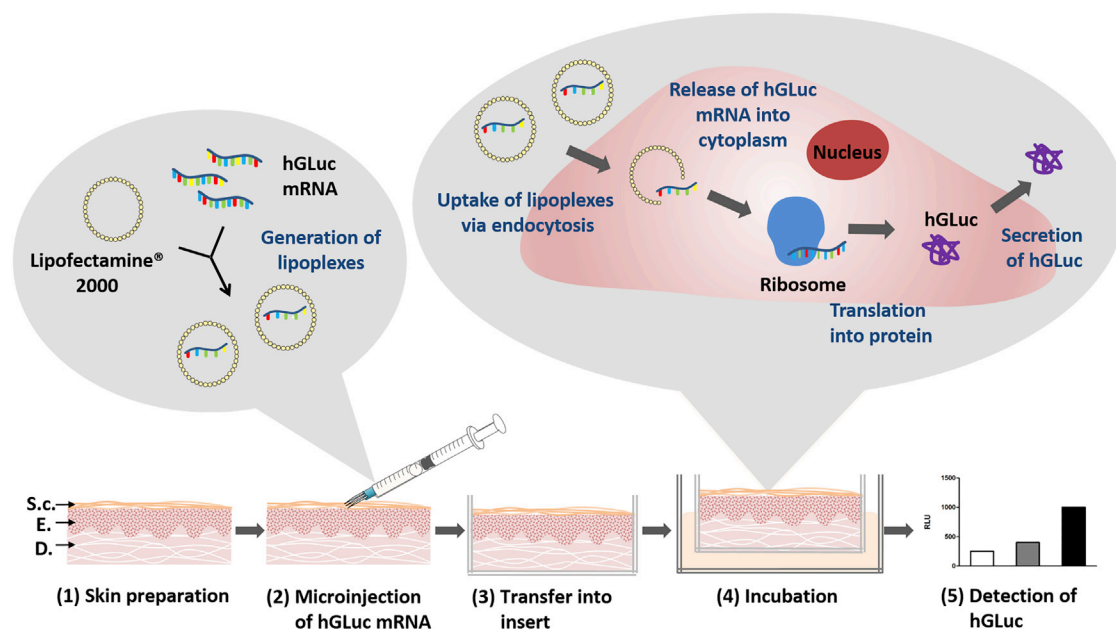 hGLuc
mRNA
Lipofectamine®
2000
Generation of
lipoplexes
Uptake of lipoplexes
via endocytosis
Release of hGLuc
mRNA into
cytoplasm
Nucleus
Ribosome
Translation
into protein
hGLuc
Secretion
of hGLuc
S.c.
E.
D.
(1) Skin preparation
(2) Microinjection
of hGLuc mRNA
(3) Transfer into
insert
(4) Incubation
RLU
1500
1000
500
0
(5) Detection of
hGLuc